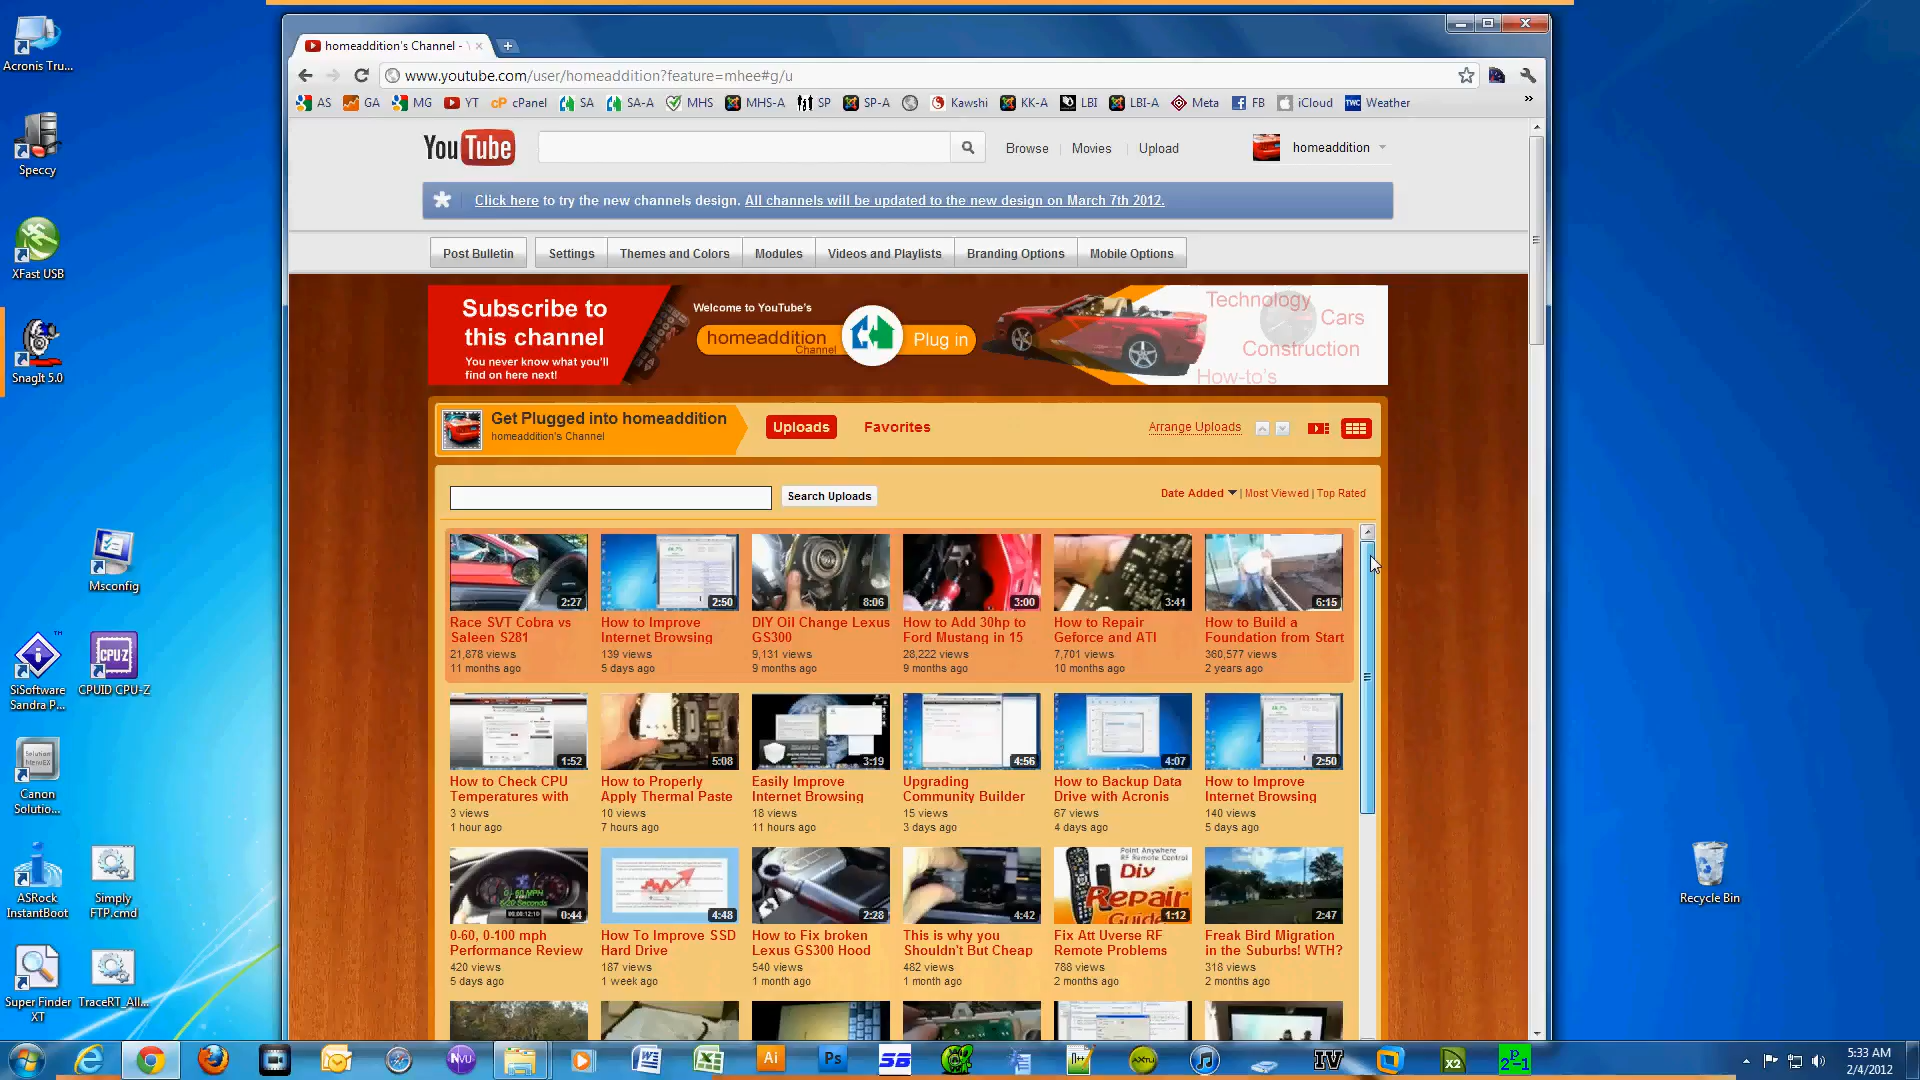 homeaddition's Channel -
www.youtube.com/user/homeaddition?feature=mhee#g/u
AS GA MG YT cPanel SA SA-A MHS MHS-A SP SP-A Kawshi KK-A LBI LBI-A Meta FB iCloud Weather »
YouTube
Browse | Movies | Upload
homeaddition
Click here to try the new channels design. All channels will be updated to the new design on March 7th 2012.
Post Bulletin Settings Themes and Colors Modules Videos and Playlists Branding Options Mobile Options
Subscribe to
this channel
You never know what you'll
find on here next!
Welcome to YouTube's
homeaddition
Channel
Plug in
Technology
Cars
Construction
How-to's
Get Plugged into homeaddition
homeaddition's Channel
Uploads
Favorites
Arrange Uploads
Search Uploads
Date Added | Most Viewed | Top Rated
2:27 2:50 8:06 3:00 3:41 6:15
Race SVT Cobra vs
Saleen S281
21,878 views
11 months ago
How to Improve
Internet Browsing
139 views
5 days ago
DIY Oil Change Lexus
GS300
9,131 views
9 months ago
How to Add 30hp to
Ford Mustang in 15
28,222 views
9 months ago
How to Repair
Geforce and ATI
7,701 views
10 months ago
How to Build a
Foundation from Start
360,577 views
2 years ago
1:52 5:08 3:19 4:56 4:07 2:50
How to Check CPU
Temperatures with
3 views
1 hour ago
How to Properly
Apply Thermal Paste
10 views
7 hours ago
Easily Improve
Internet Browsing
18 views
11 hours ago
Upgrading
Community Builder
15 views
3 days ago
How to Backup Data
Drive with Acronis
67 views
4 days ago
How to Improve
Internet Browsing
140 views
5 days ago
0:44 4:48 2:28 4:42 1:12 2:47
Point Anywhere
RF Remote Control
Diy
Repair
Guide
0-60, 0-100 mph
Performance Review
420 views
5 days ago
How To Improve SSD
Hard Drive
187 views
1 week ago
How to Fix broken
Lexus GS300 Hood
540 views
1 month ago
This is why you
Shouldn't But Cheap
482 views
1 month ago
Fix Att Uverse RF
Remote Problems
788 views
2 months ago
Freak Bird Migration
in the Suburbs! WTH?
318 views
2 months ago
Acronis Tru...
Speccy
XFast USB
SnagIt 5.0
Msconfig
SiSoftware
Sandra P...
CPUID CPU-Z
Canon
Solutio...
ASRock
InstantBoot
Simply
FTP.cmd
Super Finder
XT
TraceRT_All...
Recycle Bin
5:33 AM
2/4/2012